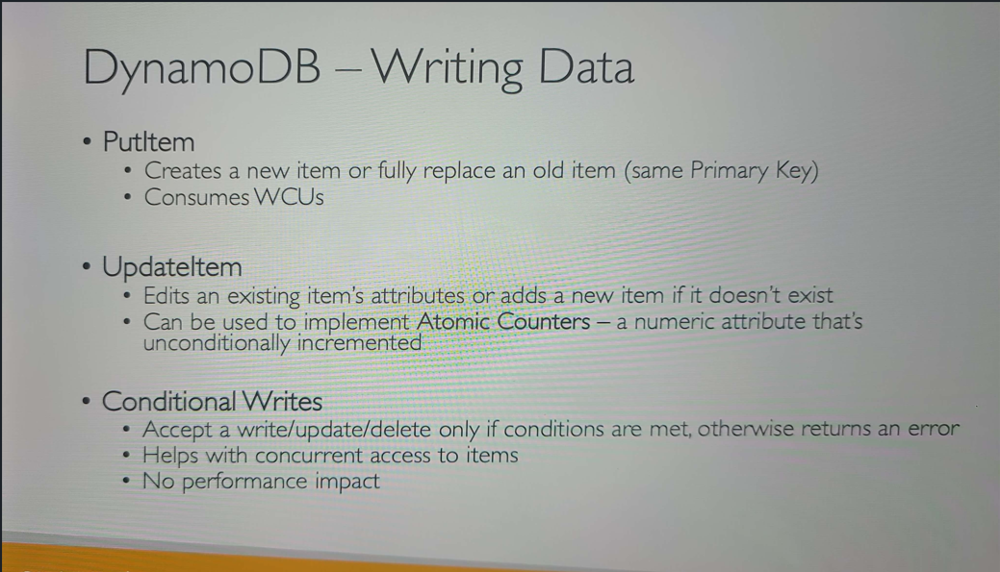 DynamoDB – Writing Data
• PutItem
• Creates a new item or fully replace an old item (same Primary Key)
• Consumes WCUs
• UpdateItem
• Edits an existing item's attributes or adds a new item if it doesn't exist
• Can be used to implement Atomic Counters – a numeric attribute that's
unconditionally incremented
• Conditional Writes
• Accept a write/update/delete only if conditions are met, otherwise returns an error
• Helps with concurrent access to items
• No performance impact